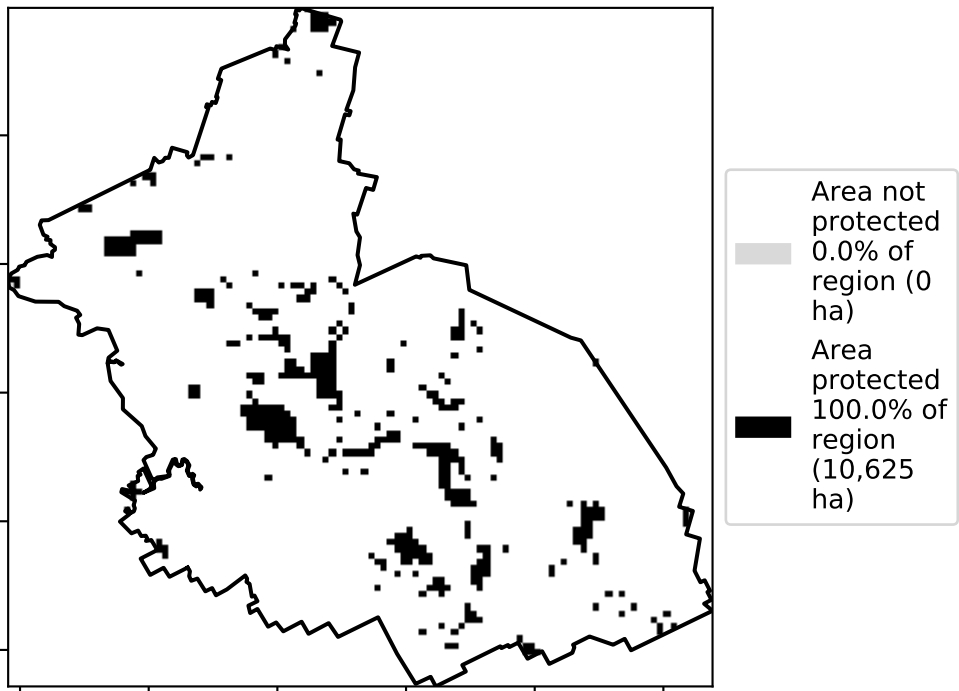 Area not
protected
0.0% of
region (0
ha)
Area
protected
100.0% of
region
(10,625
ha)